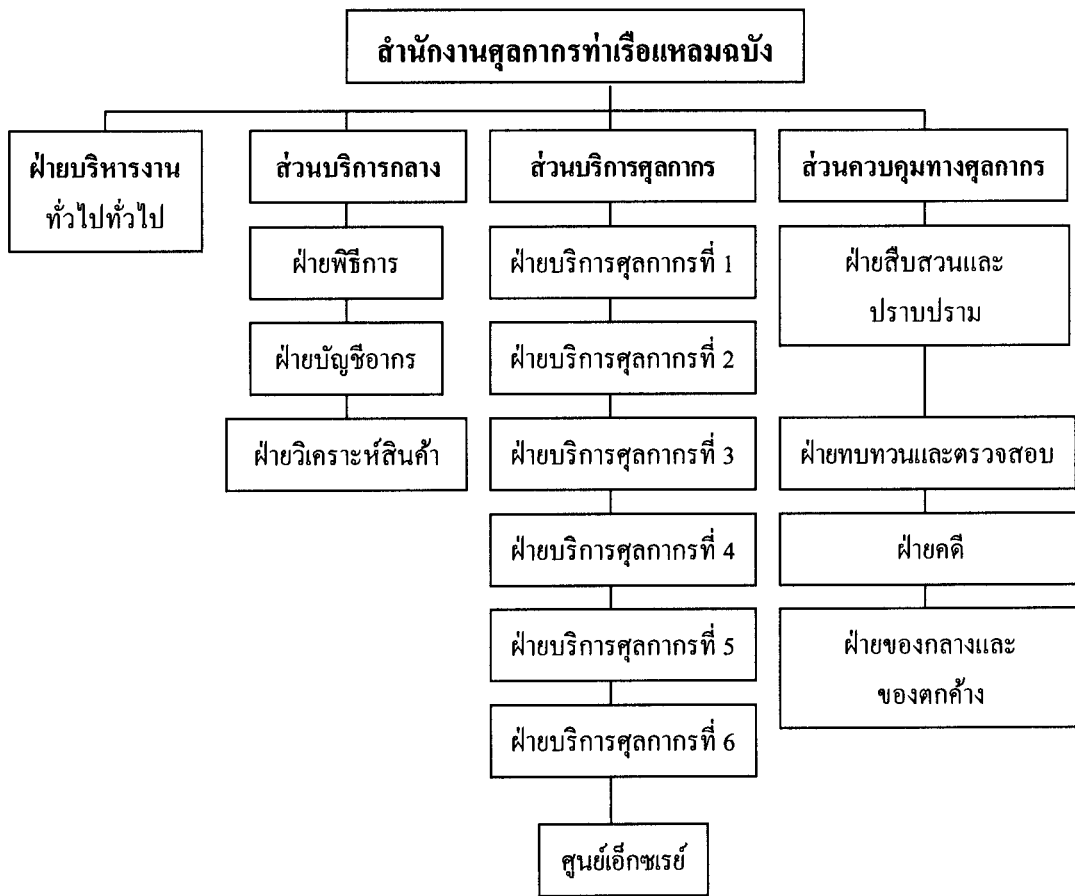 สำนักงานศุลกากรท่าเรือแหลมฉบัง
ฝ่ายบริหารงาน
ทั่วไปทั่วไป
ส่วนบริการกลาง
ฝ่ายพิธีการ
ฝ่ายบัญชีอากร
ฝ่ายวิเคราะห์สินค้า
ส่วนบริการศุลกากร
ฝ่ายบริการศุลกากรที่ 1
ฝ่ายบริการศุลกากรที่ 2
ฝ่ายบริการศุลกากรที่ 3
ฝ่ายบริการศุลกากรที่ 4
ฝ่ายบริการศุลกากรที่ 5
ฝ่ายบริการศุลกากรที่ 6
ศูนย์เอ็กซเรย์
ส่วนควบคุมทางศุลกากร
ฝ่ายสืบสวนและ
ปราบปราม
ฝ่ายทบทวนและตรวจสอบ
ฝ่ายคดี
ฝ่ายของกลางและ
ของตกค้าง